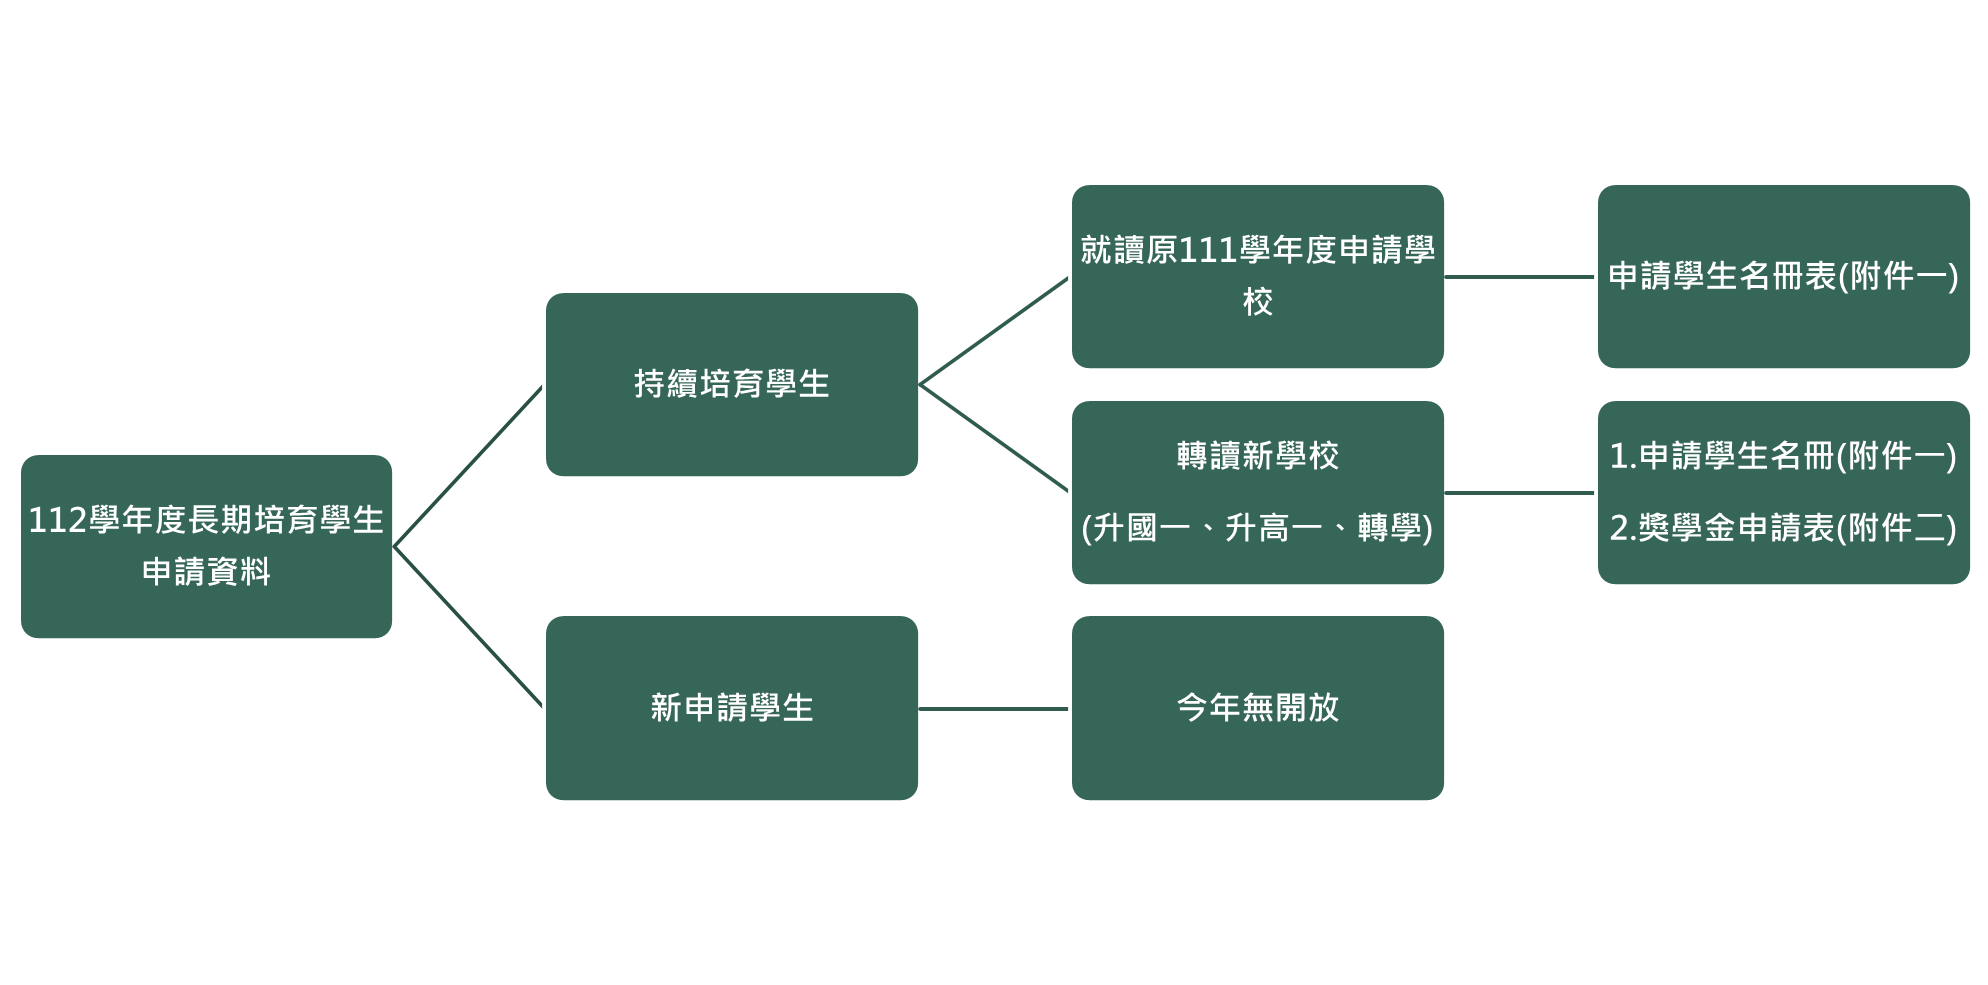 112學年度長期培育學生
申請資料
持續培育學生
就讀原111學年度申請學
校
申請學生名冊表(附件一)
轉讀新學校
(升國一、升高一、轉學)
1.申請學生名冊(附件一)
2.獎學金申請表(附件二)
新申請學生
今年無開放